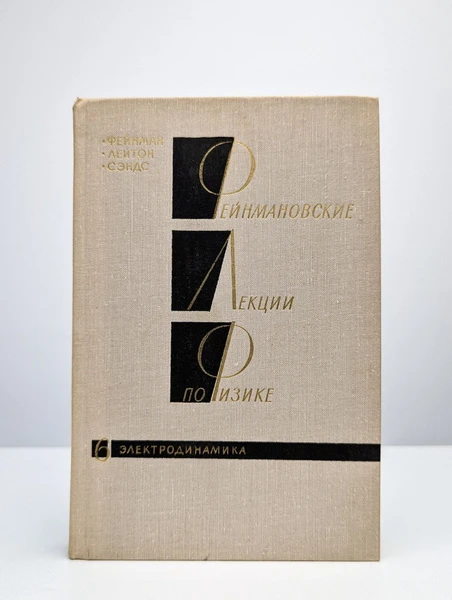 • ФЕЙНМАН
• ЛЕЙТОН
• СЭНДС
ФЕЙНМАНОВСКИЕ
ЛЕКЦИИ
ПО ФИЗИКЕ
6 ЭЛЕКТРОДИНАМИКА